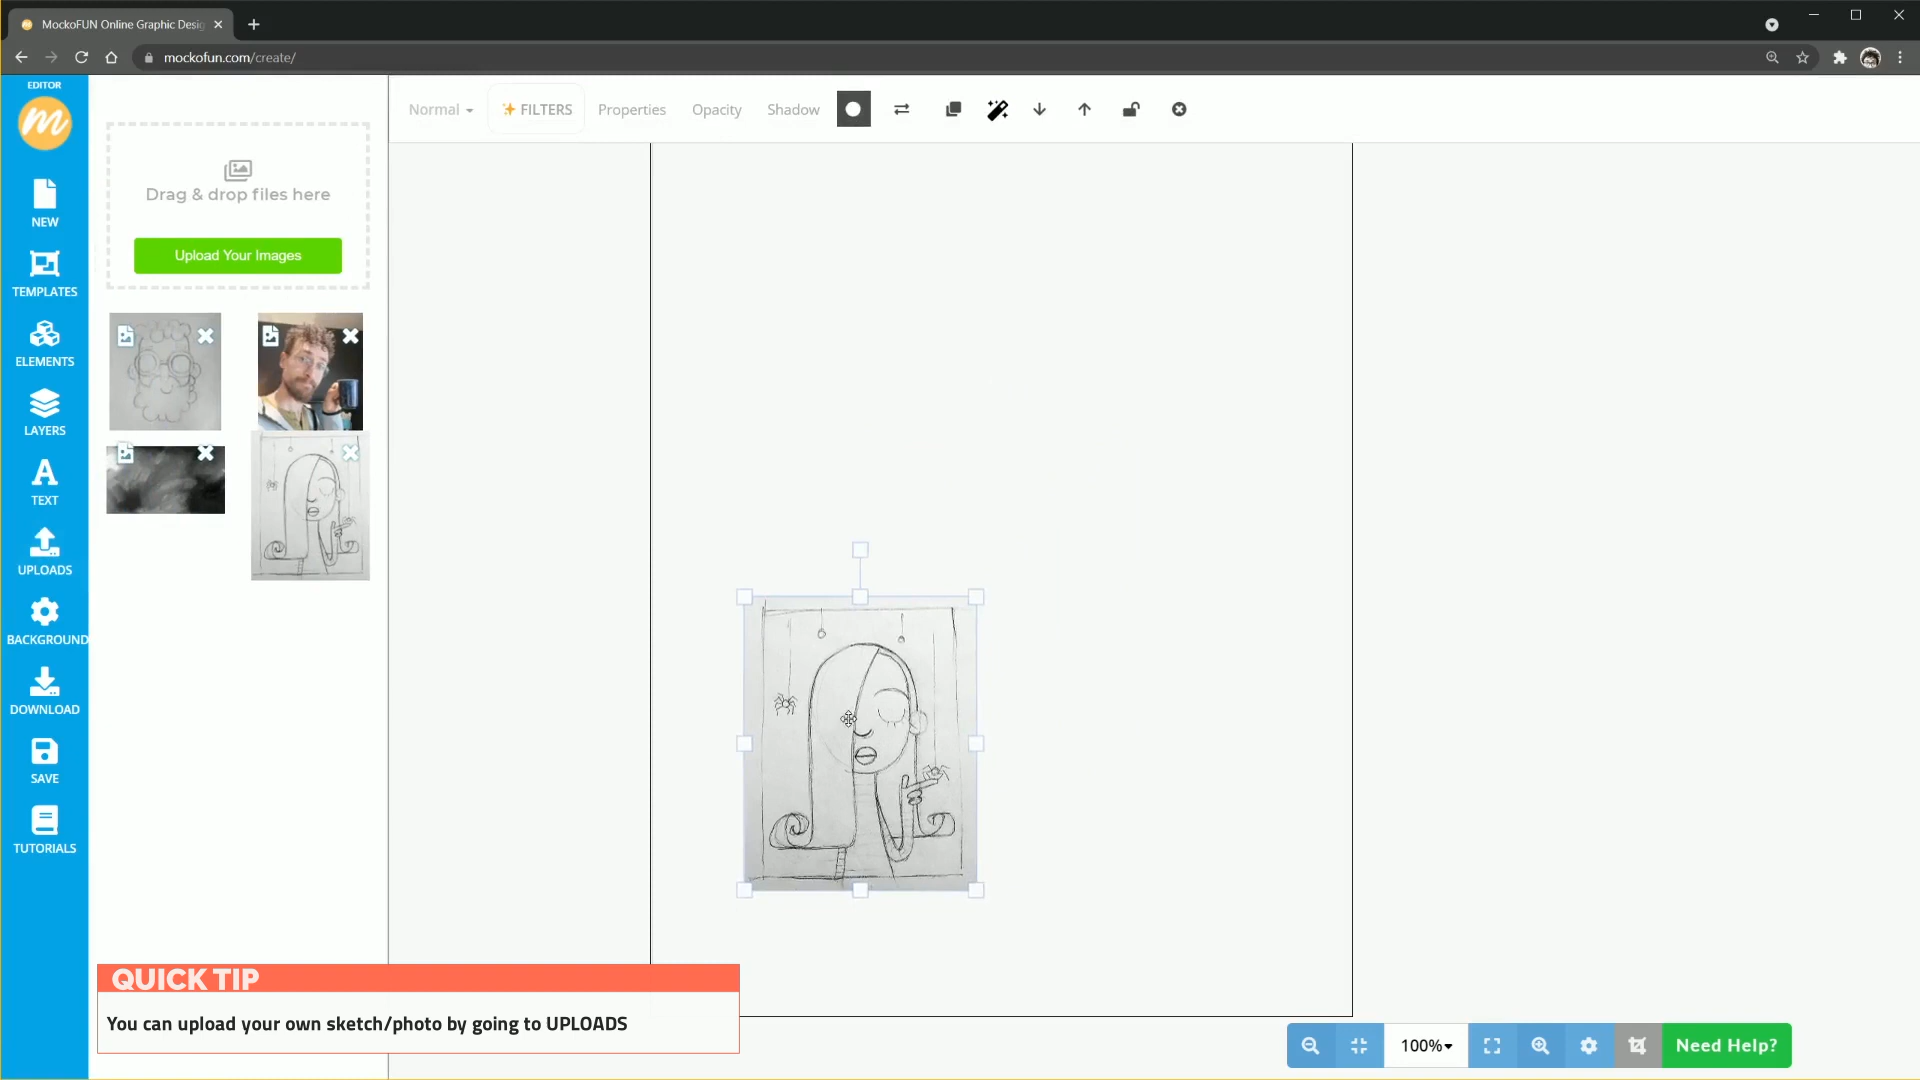 MockoFUN Online Graphic Desig
mockofun.com/create/
EDITOR
m
NEW
TEMPLATES
ELEMENTS
LAYERS
A
TEXT
UPLOADS
BACKGROUND
DOWNLOAD
SAVE
TUTORIALS
Drag & drop files here
Upload Your Images
Normal
FILTERS
Properties
Opacity
Shadow
QUICK TIP
You can upload your own sketch/photo by going to UPLOADS
100%
Need Help?